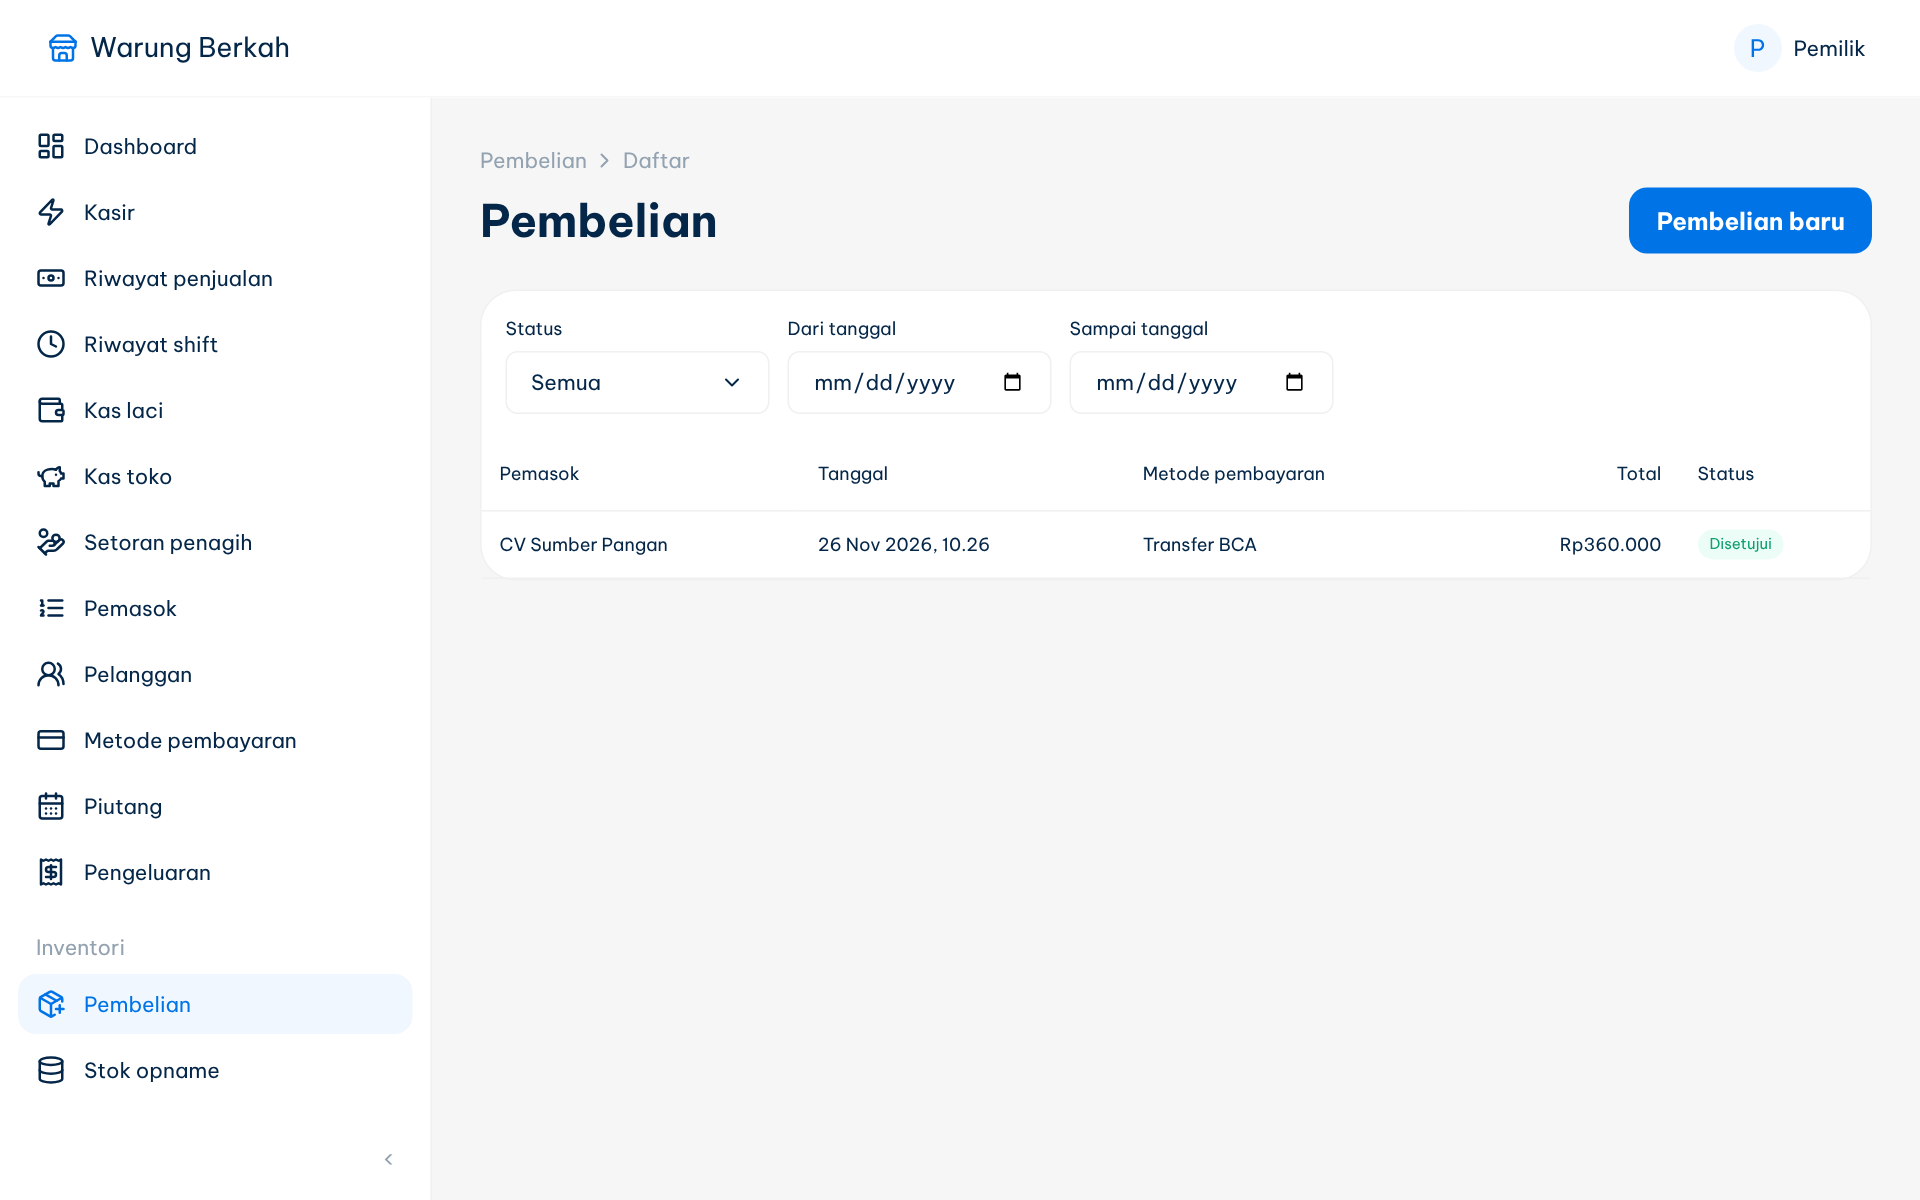 Warung Berkah
P
Pemilik
Dashboard
Kasir
Riwayat penjualan
Riwayat shift
Kas laci
Kas toko
Setoran penagih
Pemasok
Pelanggan
Metode pembayaran
Piutang
Pengeluaran
Inventori
Pembelian
Stok opname
Pembelian > Daftar
Pembelian
Pembelian baru
Status Dari tanggal Sampai tanggal
Semua mm/dd/yyyy mm/dd/yyyy
Pemasok Tanggal Metode pembayaran Total Status
CV Sumber Pangan 26 Nov 2026, 10.26 Transfer BCA Rp360.000 Disetujui